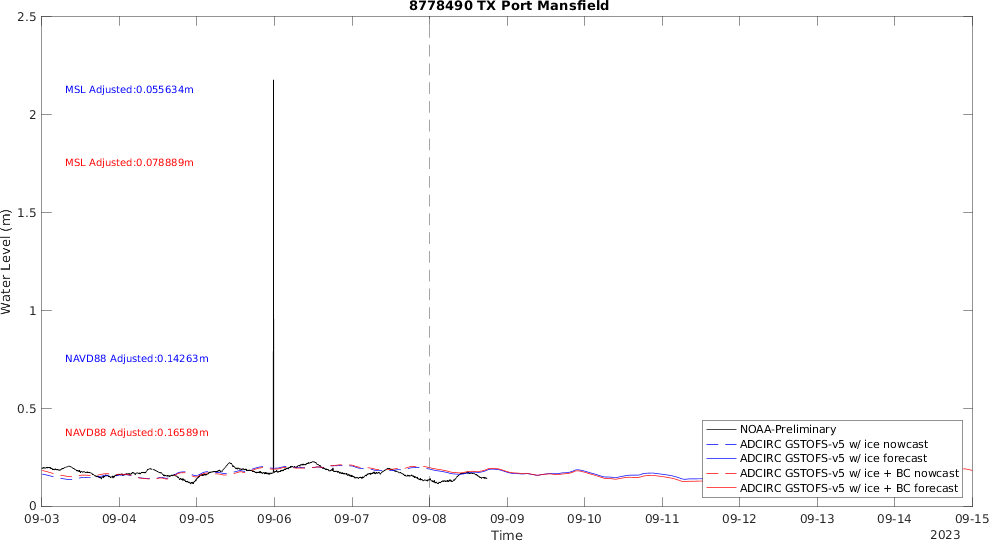 8778490 TX Port Mansfield
2.5
2
1.5
1
0.5
0
Water Level (m)
MSL Adjusted:0.055634m
MSL Adjusted:0.078889m
NAVD88 Adjusted:0.14263m
NAVD88 Adjusted:0.16589m
NOAA-Preliminary
ADCIRC GSTOFS-v5 w/ ice nowcast
ADCIRC GSTOFS-v5 w/ ice forecast
ADCIRC GSTOFS-v5 w/ ice + BC nowcast
ADCIRC GSTOFS-v5 w/ ice + BC forecast
09-03 09-04 09-05 09-06 09-07 09-08 09-09 09-10 09-11 09-12 09-13 09-14 09-15
Time
2023